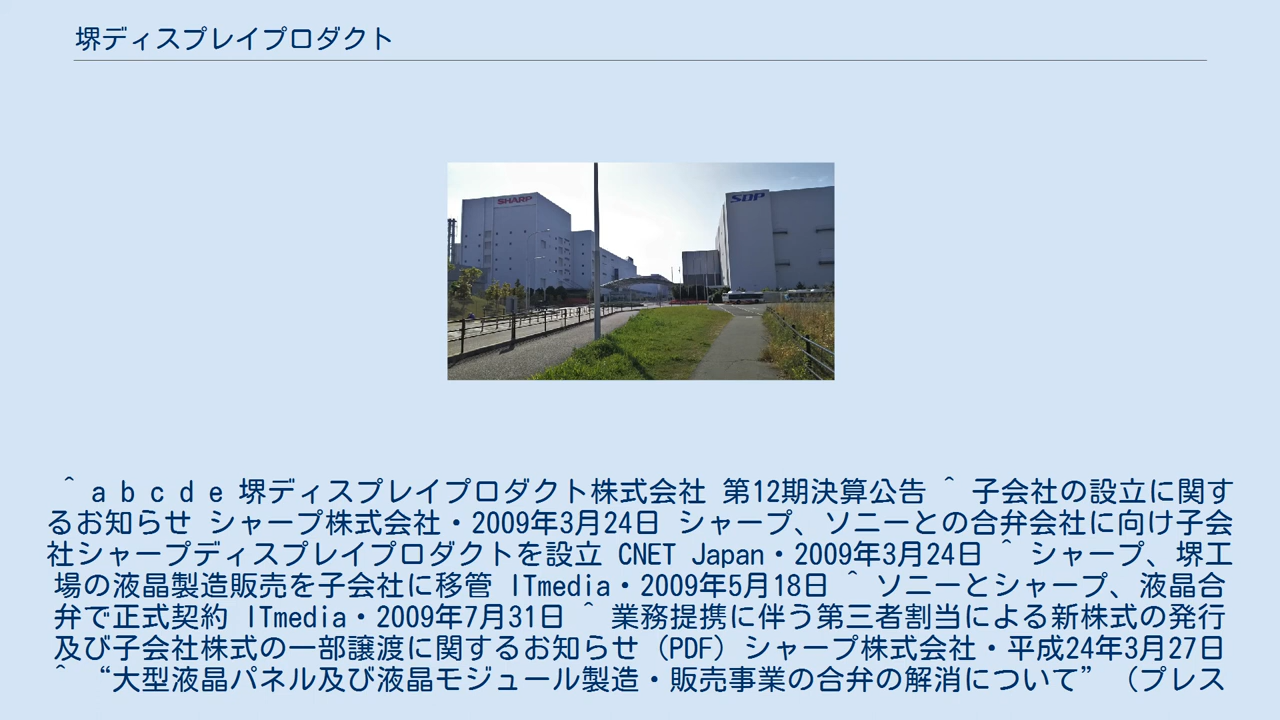 堺ディスプレイプロダクト
SHARP
SDP
^ a b c d e 堺ディスプレイプロダクト株式会社 第12期決算公告 ^ 子会社の設立に関す
るお知らせ シャープ株式会社・2009年3月24日 シャープ、ソニーとの合弁会社に向け子会
社シャープディスプレイプロダクトを設立 CNET Japan・2009年3月24日 ^ シャープ、堺工
場の液晶製造販売を子会社に移管 ITmedia・2009年5月18日 ^ ソニーとシャープ、液晶合
弁で正式契約 ITmedia・2009年7月31日 ^ 業務提携に伴う第三者割当による新株式の発行
及び子会社株式の一部譲渡に関するお知らせ（PDF）シャープ株式会社・平成24年3月27日
^ “大型液晶パネル及び液晶モジュール製造・販売事業の合弁の解消について”（プレス